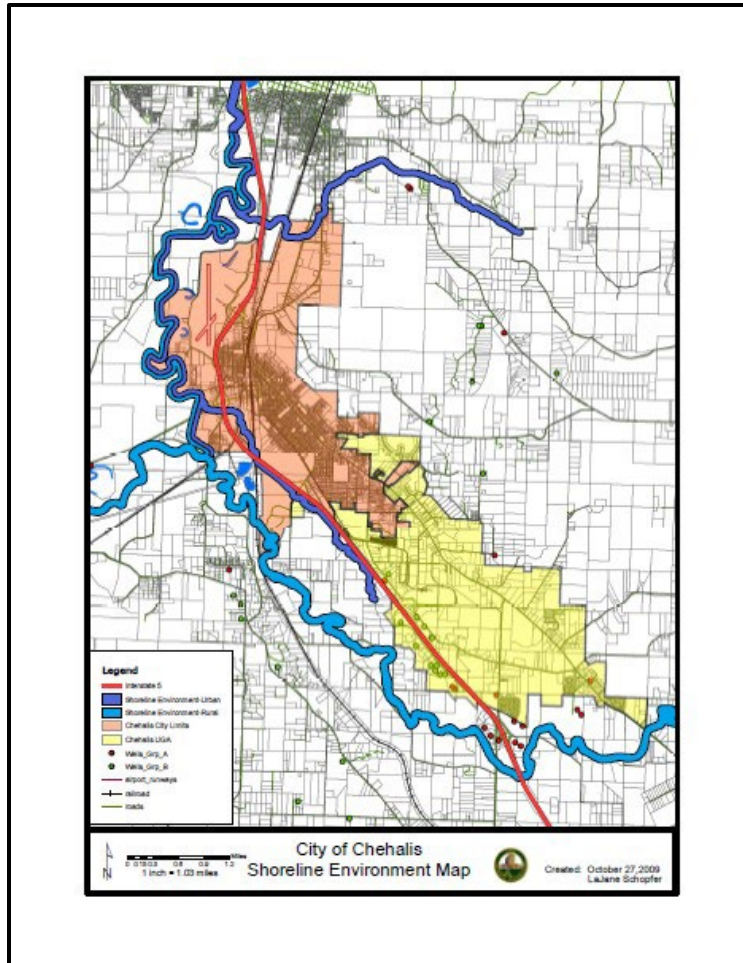 Legend
Interstate 5
Shoreline Environment-Urban
Shoreline Environment-Rural
Chehalis City Limits
Chehalis UGA
Wells_Grp_A
Wells_Grp_B
airport_runways
railroad
roads
N
Miles
1 inch = 1.03 miles
City of Chehalis
Shoreline Environment Map
Created: October 27,2009
LaJane Schopfer